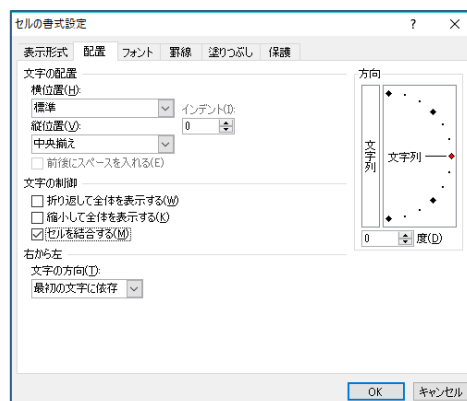 セルの書式設定 ? ×
表示形式 配置 フォント 罫線 塗りつぶし 保護
文字の配置
横位置(H):
標準
インデント(I):
縦位置(V):
0
中央揃え
前後にスペースを入れる(E)
文字の制御
折り返して全体を表示する(W)
縮小して全体を表示する(K)
セルを結合する(M)
右から左
文字の方向(T):
最初の文字に依存
方向
文字列
文字列
0 度(D)
OK キャンセル